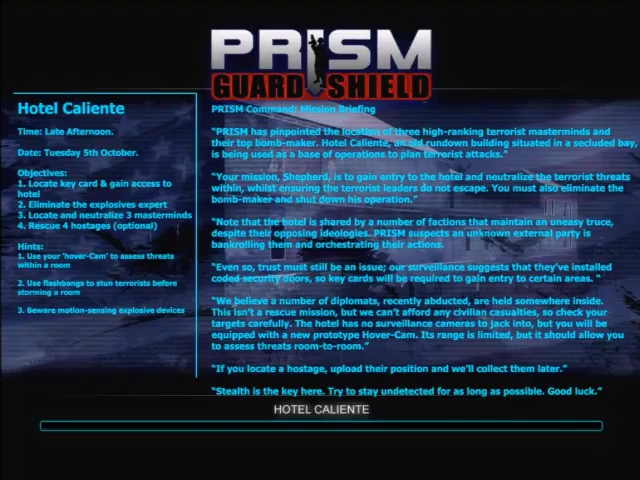 PRISM
GUARD SHIELD
Hotel Caliente
Time: Late Afternoon.
Date: Tuesday 5th October.
Objectives:
1. Locate key card & gain access to
hotel
2. Eliminate the explosives expert
3. Locate and neutralize 3 masterminds
4. Rescue 4 hostages (optional)
Hints:
1. Use your 'hover-Cam' to assess threats
within a room
2. Use flashbangs to stun terrorists before
storming a room
3. Beware motion-sensing explosive devices
PRISM Command: Mission Briefing
“PRISM has pinpointed the location of three high-ranking terrorist masterminds and
their top bomb-maker. Hotel Caliente, an old rundown building situated in a secluded bay,
is being used as a base of operations to plan terrorist attacks.”
“Your mission, Shepherd, is to gain entry to the hotel and neutralize the terrorist threats
within, whilst ensuring the terrorist leaders do not escape. You must also eliminate the
bomb-maker and shut down his operation.”
“Note that the hotel is shared by a number of factions that maintain an uneasy truce,
despite their opposing ideologies. PRISM suspects an unknown external party is
bankrolling them and orchestrating their actions.
“Even so, trust must still be an issue; our surveillance suggests that they've installed
coded security doors, so key cards will be required to gain entry to certain areas. “
“We believe a number of diplomats, recently abducted, are held somewhere inside.
This isn't a rescue mission, but we can't afford any civilian casualties, so check your
targets carefully. The hotel has no surveillance cameras to jack into, but you will be
equipped with a new prototype Hover-Cam. Its range is limited, but it should allow you
to assess threats room-to-room.”
“If you locate a hostage, upload their position and we'll collect them later.”
“Stealth is the key here. Try to stay undetected for as long as possible. Good luck.”
HOTEL CALIENTE